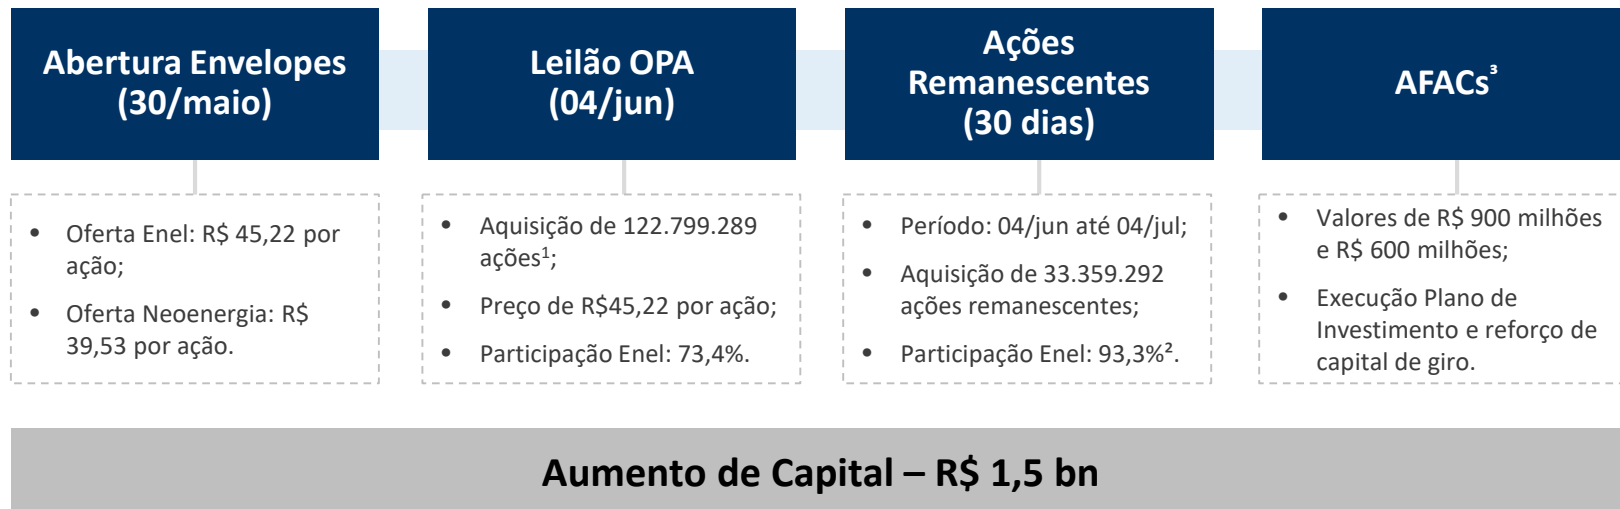 Abertura Envelopes
(30/maio)
• Oferta Enel: R$ 45,22 por
ação;
• Oferta Neoenergia: R$
39,53 por ação.
Leilão OPA
(04/jun)
• Aquisição de 122.799.289
ações¹;
• Preço de R$45,22 por ação;
• Participação Enel: 73,4%.
Ações
Remanescentes
(30 dias)
• Período: 04/jun até 04/jul;
• Aquisição de 33.359.292
ações remanescentes;
• Participação Enel: 93,3%².
AFACs³
• Valores de R$ 900 milhões
e R$ 600 milhões;
• Execução Plano de
Investimento e reforço de
capital de giro.
Aumento de Capital – R$ 1,5 bn